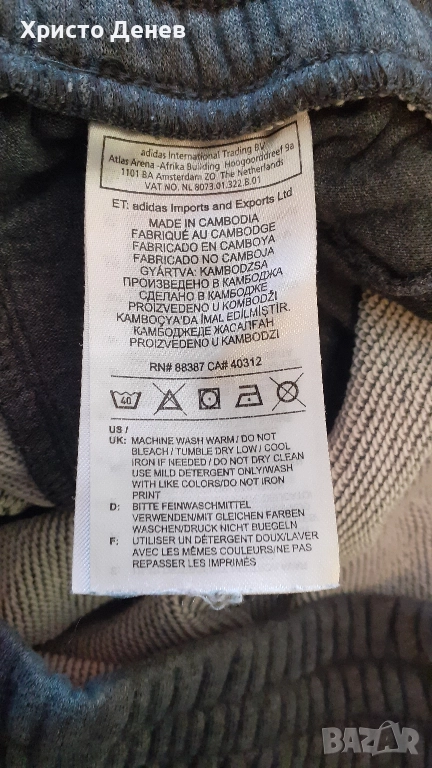 Христо Денев
adidas International Trading BV
Atlas Arena -Afrika Building Hoogoorddreef 9a
1101 BA Amsterdam ZO The Netherlands
VAT NO. NL 8073.01.322.B.01
ET: adidas Imports and Exports Ltd
MADE IN CAMBODIA
FABRIQUÉ AU CAMBODGE
FABRICADO EN CAMBOYA
FABRICADO NO CAMBOJA
GYÁRTVA: KAMBODZSA
ПРОИЗВЕДЕНО В КАМБОДЖА
СДЕЛАНО В КАМБОДЖЕ
PROIZVEDENO U KOMBODŽI
KAMBOÇYA'DA İMAL EDİLMİŞTİR.
КАМБОДЖЕДЕ ЖАСАЛҒАН
PROIZVEDENO U KAMBODŽI
RN# 88387 CA# 40312
40
US /
UK: MACHINE WASH WARM / DO NOT
BLEACH / TUMBLE DRY LOW / COOL
IRON IF NEEDED / DO NOT DRY CLEAN
USE MILD DETERGENT ONLY/WASH
WITH LIKE COLORS/DO NOT IRON
PRINT
D: BITTE FEINWASCHMITTEL
VERWENDEN/MIT GLEICHEN FARBEN
WASCHEN/DRUCK NICHT BUEGELN
F: UTILISER UN DÉTERGENT DOUX/LAVER
AVEC LES MÊMES COULEURS/NE PAS
REPASSER LES IMPRIMÉS
BAZAR